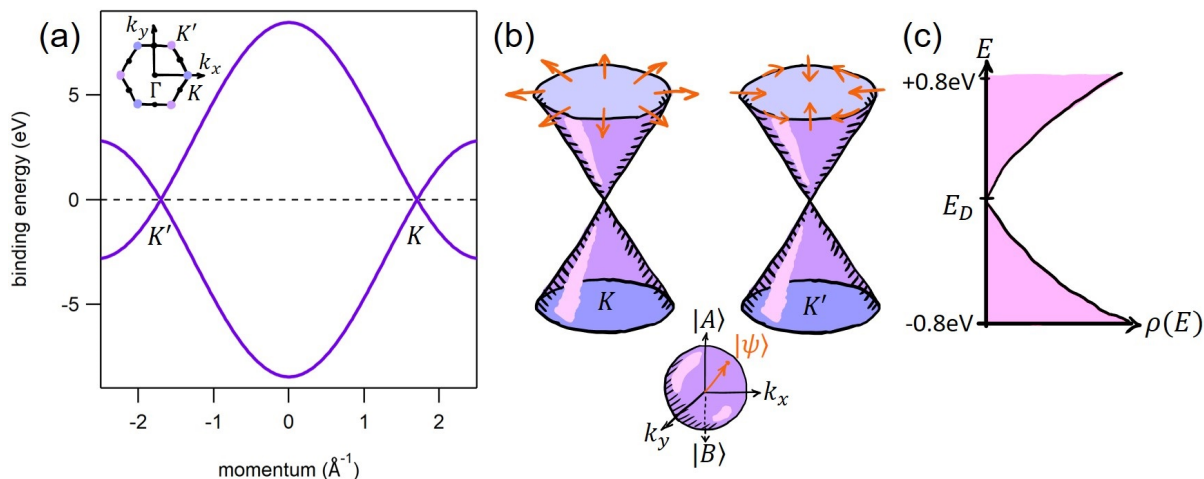 (a)
k_y
K'
k_x
Γ
K
binding energy (eV)
5
0
-5
K'
K
-2
-1
0
1
2
momentum (Å⁻¹)
(b)
K
K'
|A⟩
|ψ⟩
k_x
k_y
|B⟩
(c)
E
+0.8eV
E_D
-0.8eV
ρ(E)